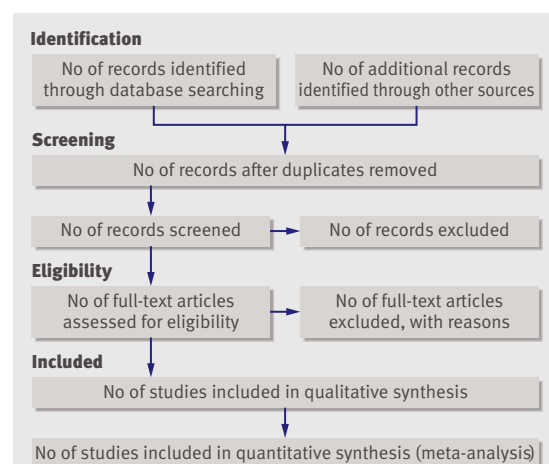 Identification
No of records identified
through database searching
No of additional records
identified through other sources
Screening
No of records after duplicates removed
No of records screened
No of records excluded
Eligibility
No of full-text articles
assessed for eligibility
No of full-text articles
excluded, with reasons
Included
No of studies included in qualitative synthesis
No of studies included in quantitative synthesis (meta-analysis)